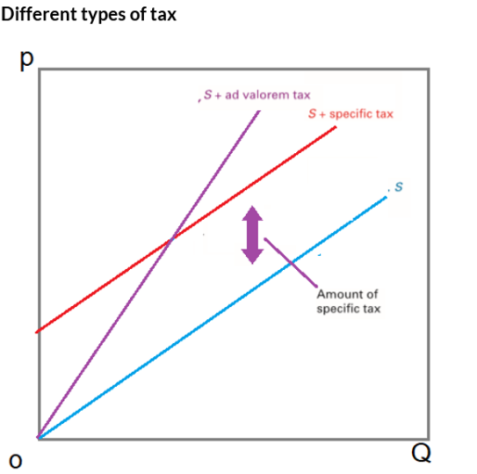 Different types of tax
P
, S + ad valorem tax
S + specific tax
. S
Amount of
specific tax
O
Q